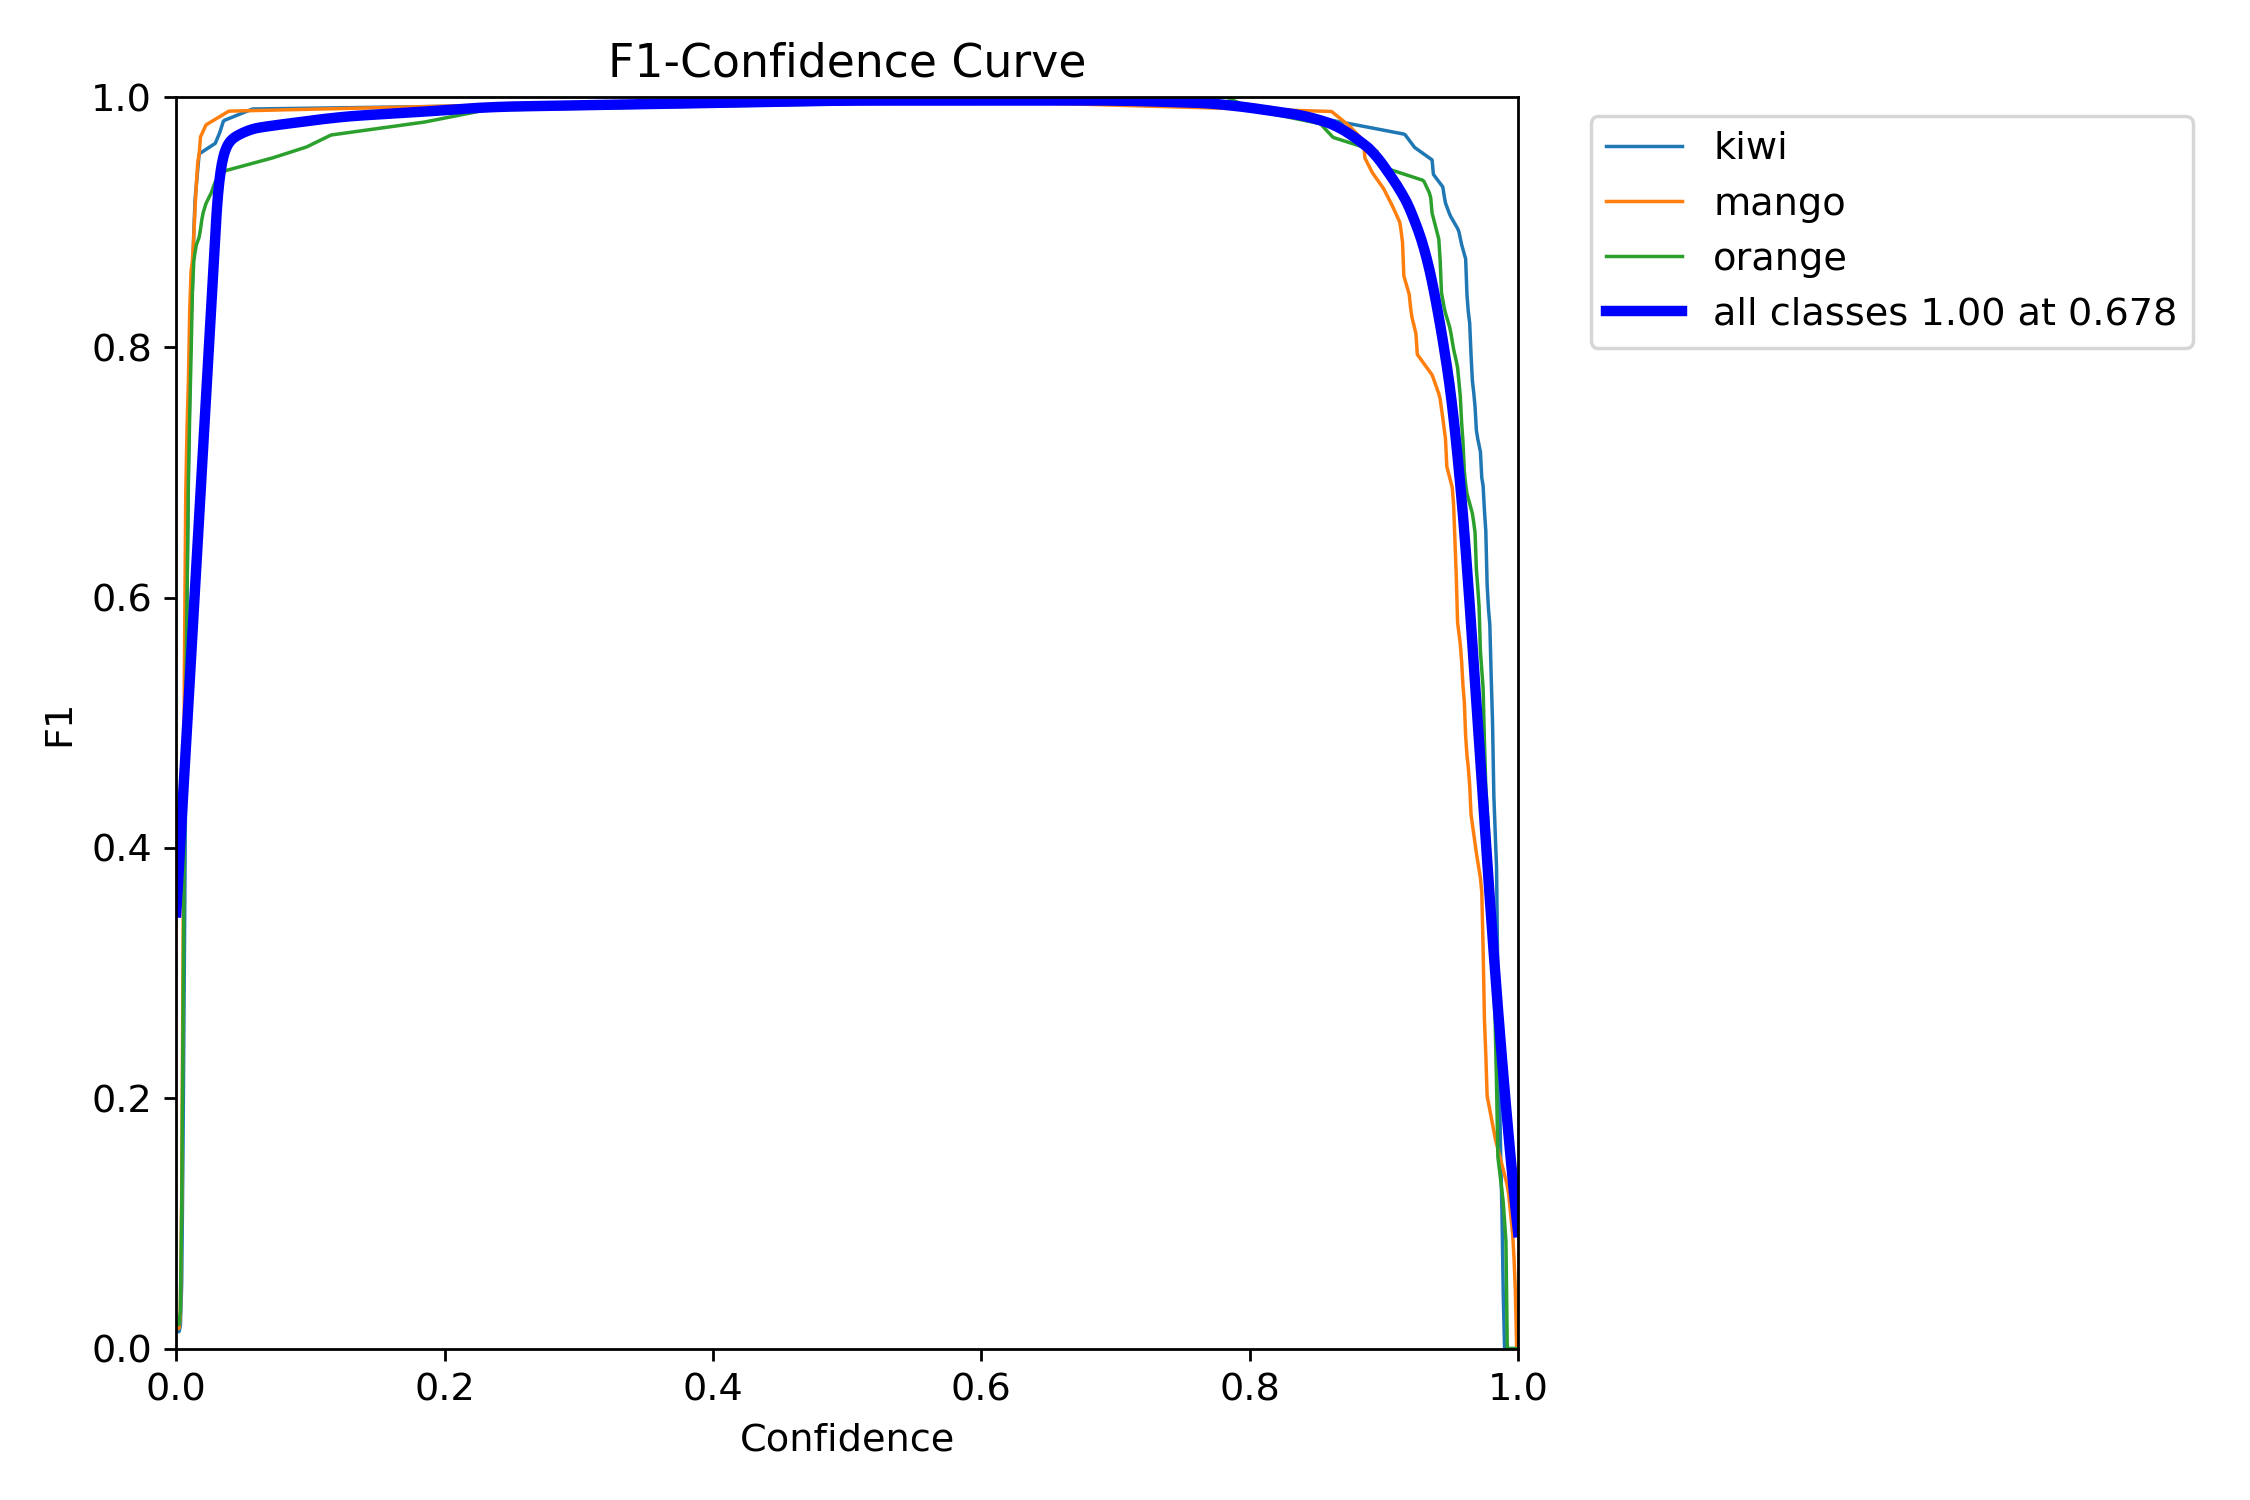 F1-Confidence Curve
1.0
0.8
0.6
0.4
0.2
0.0
F1
0.0 0.2 0.4 0.6 0.8 1.0
Confidence
kiwi
mango
orange
all classes 1.00 at 0.678